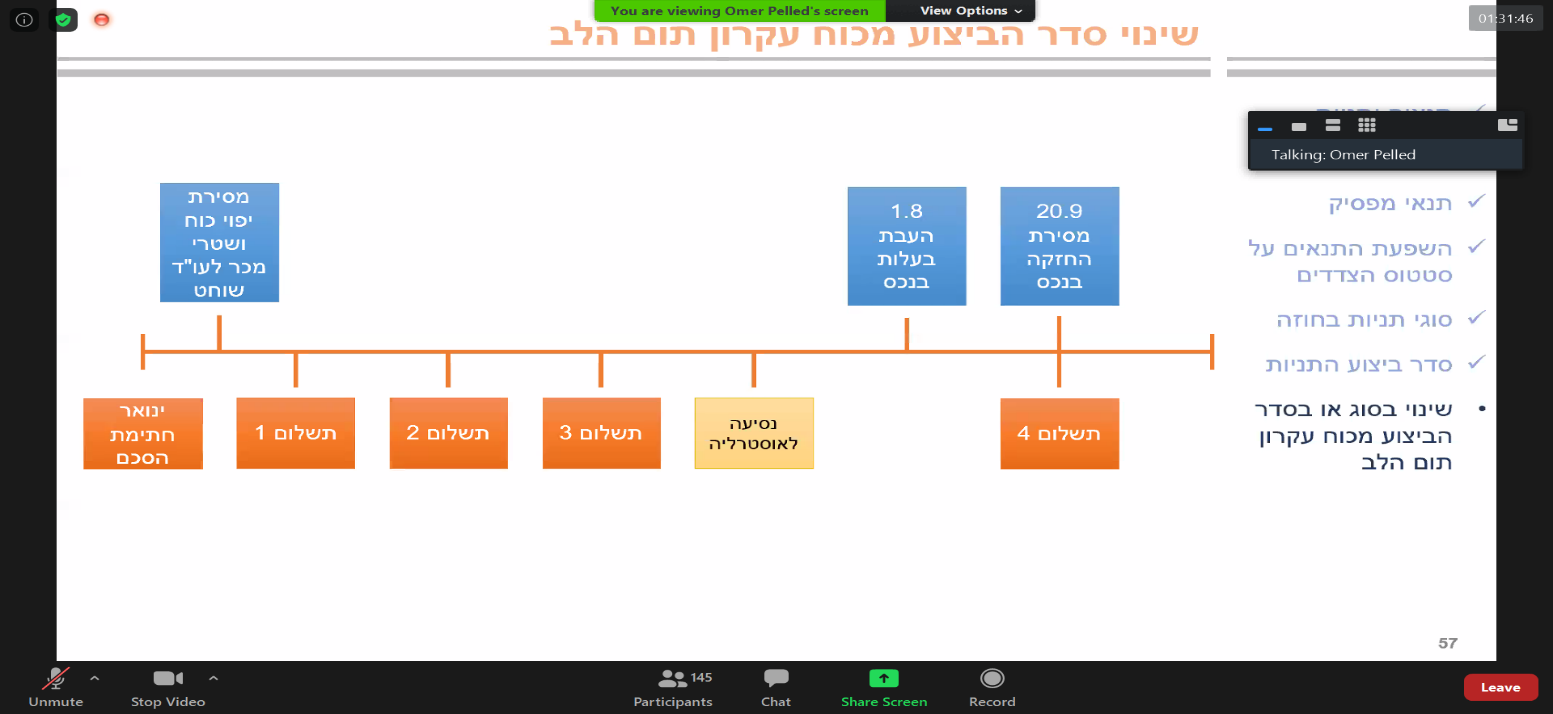 You are viewing Omer Pelled's screen
View Options
01:31:46
שינוי סדר הביצוע מכוח עקרון תום הלב
Talking: Omer Pelled
תנאי מפסיק
השפעת התנאים על
סטטוס הצדדים
סוגי תניות בחוזה
סדר ביצוע התניות
שינוי בסוג או בסדר
הביצוע מכוח עקרון
תום הלב
מסירת
יפוי כוח
ושטרי
מכר לעו"ד
שוחט
1.8
העבת
בעלות
בנכס
20.9
מסירת
החזקה
בנכס
ינואר
חתימת
הסכם
תשלום 1
תשלום 2
תשלום 3
נסיעה
לאוסטרליה
תשלום 4
57
Unmute
Stop Video
145
Participants
Chat
Share Screen
Record
Leave